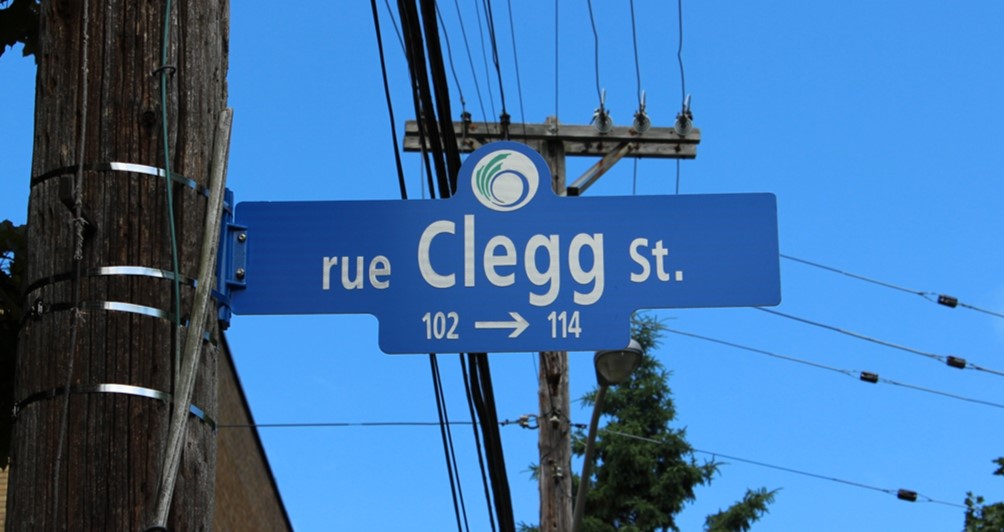 rue Clegg St.
102 → 114